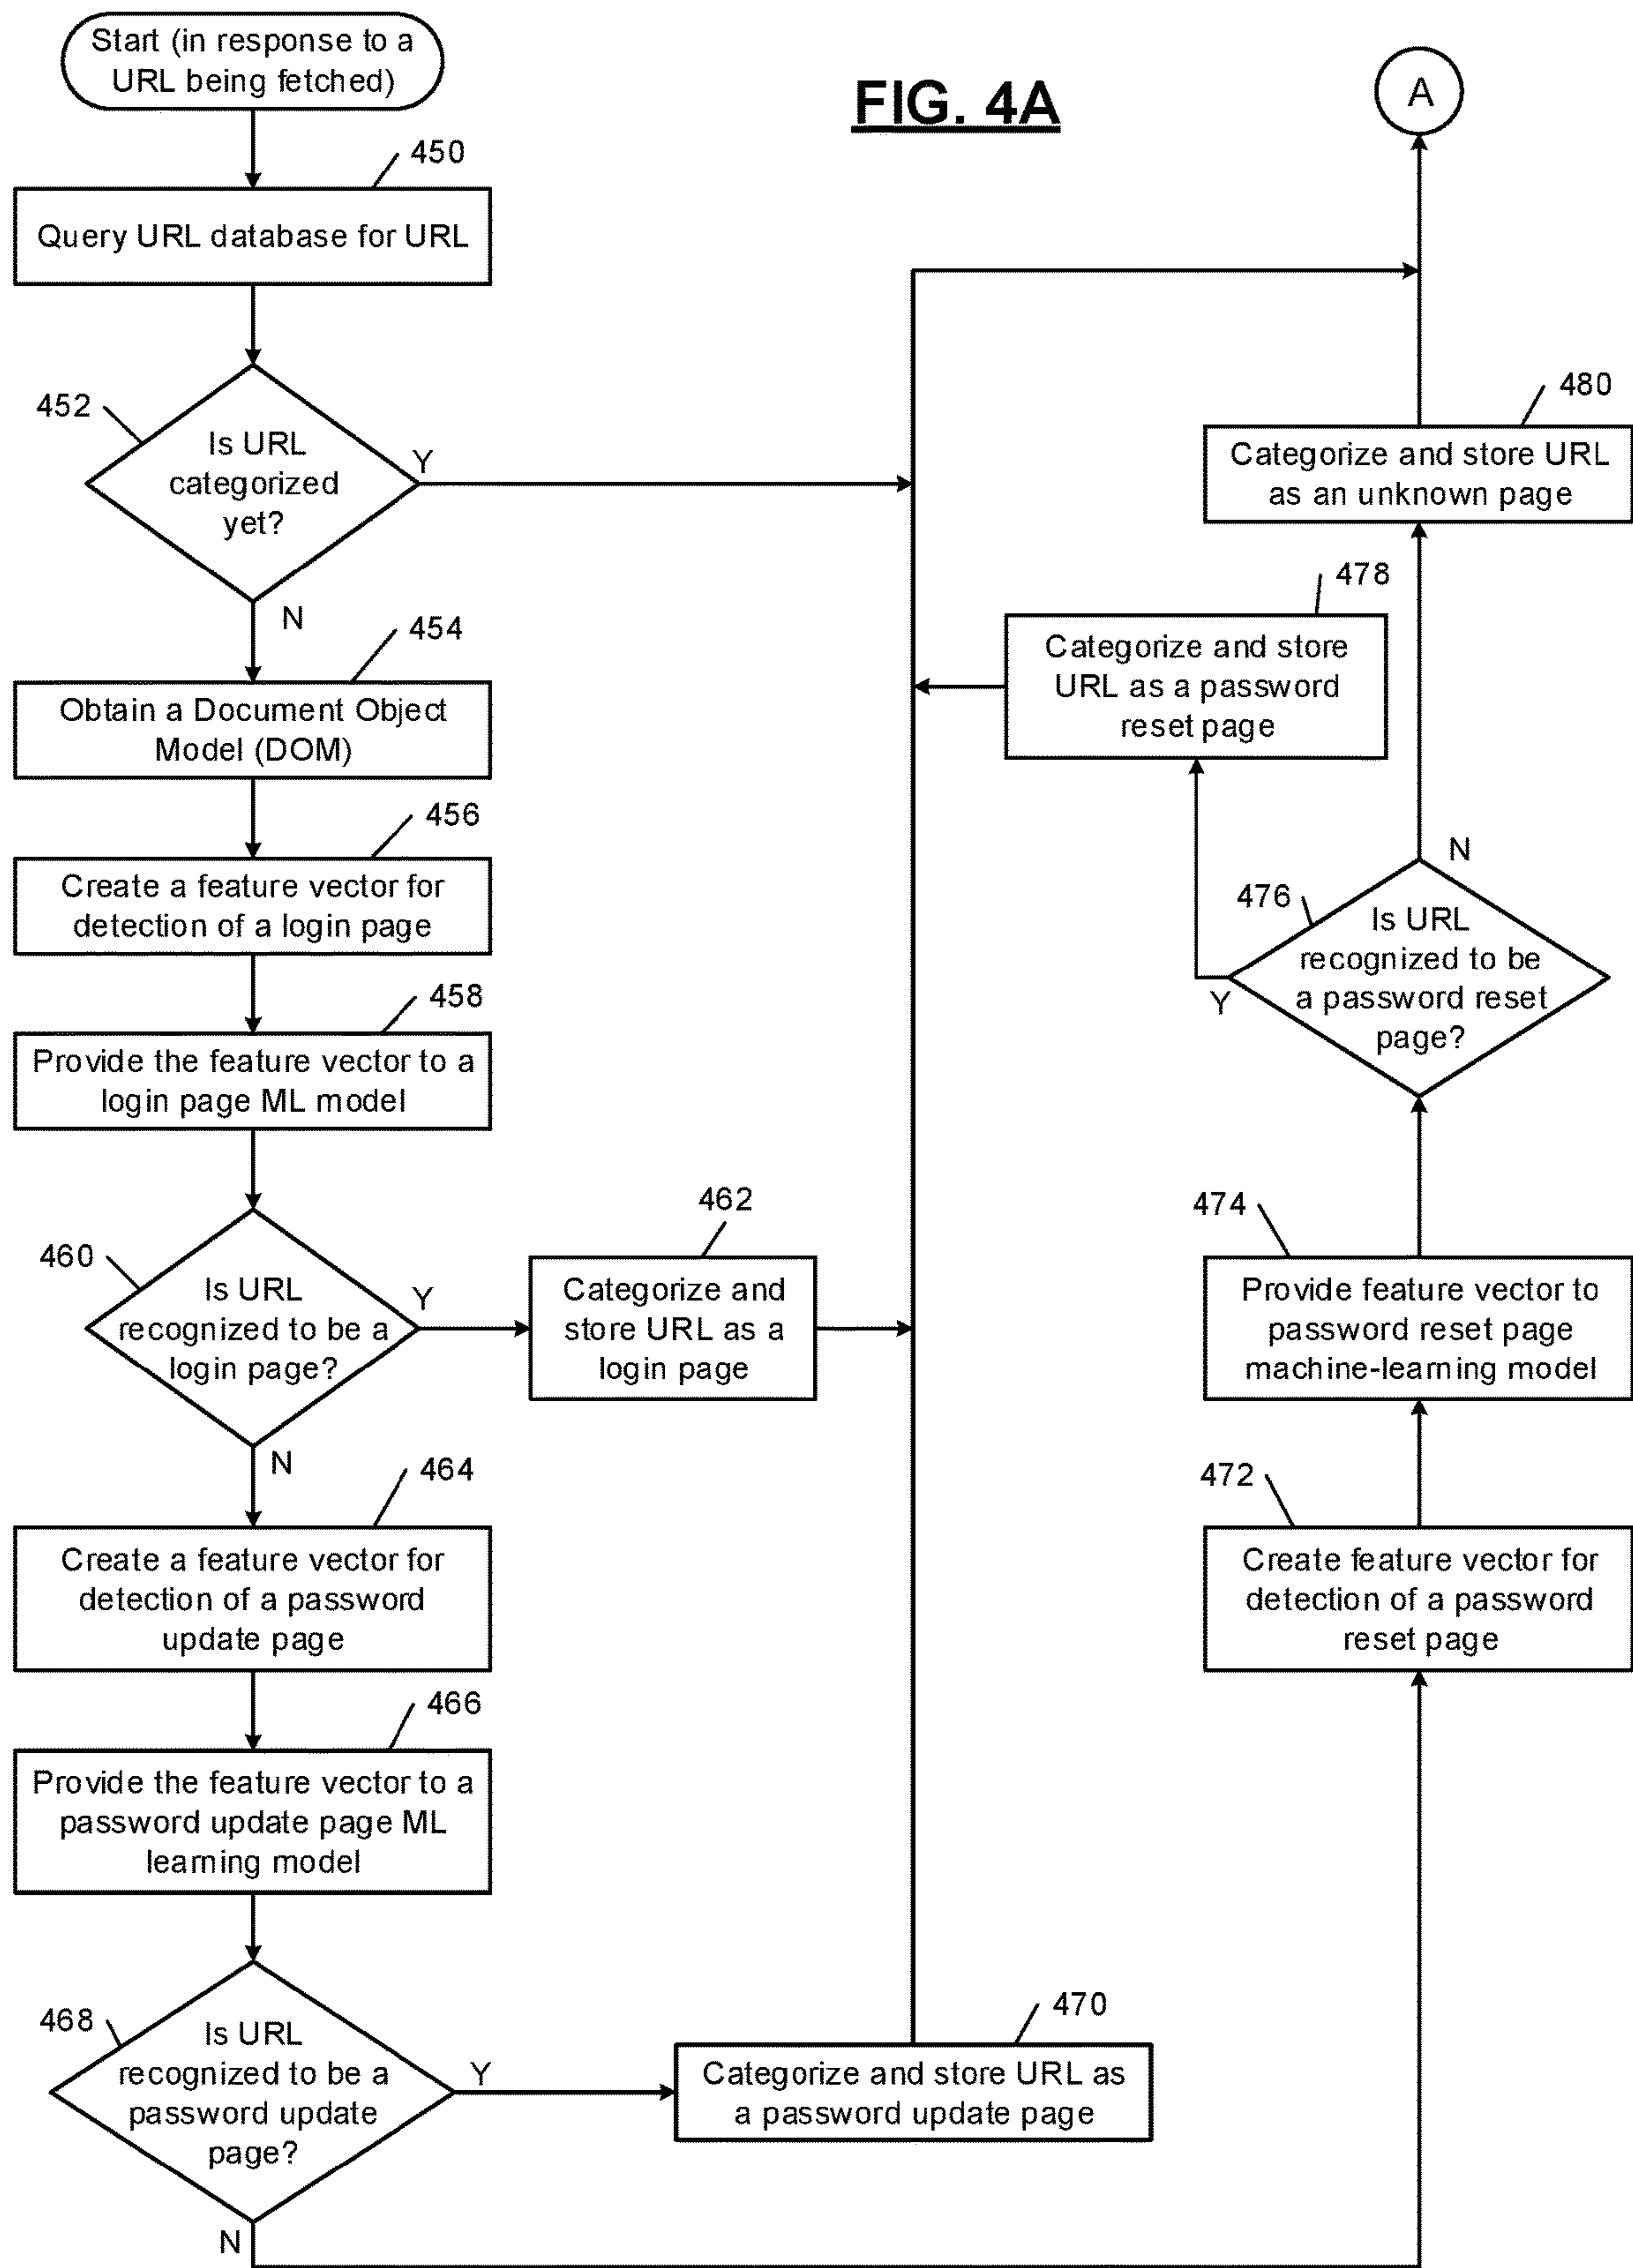 Start (in response to a
URL being fetched)
FIG. 4A
A
450
Query URL database for URL
452
Is URL
categorized
yet?
Y
N
454
Obtain a Document Object
Model (DOM)
456
Create a feature vector for
detection of a login page
458
Provide the feature vector to a
login page ML model
460
Is URL
recognized to be a
login page?
Y
N
462
Categorize and
store URL as a
login page
464
Create a feature vector for
detection of a password
update page
466
Provide the feature vector to a
password update page ML
learning model
468
Is URL
recognized to be a
password update
page?
Y
N
470
Categorize and store URL as
a password update page
472
Create feature vector for
detection of a password
reset page
474
Provide feature vector to
password reset page
machine-learning model
476
Is URL
recognized to be
a password reset
page?
Y
N
478
Categorize and store
URL as a password
reset page
480
Categorize and store URL
as an unknown page